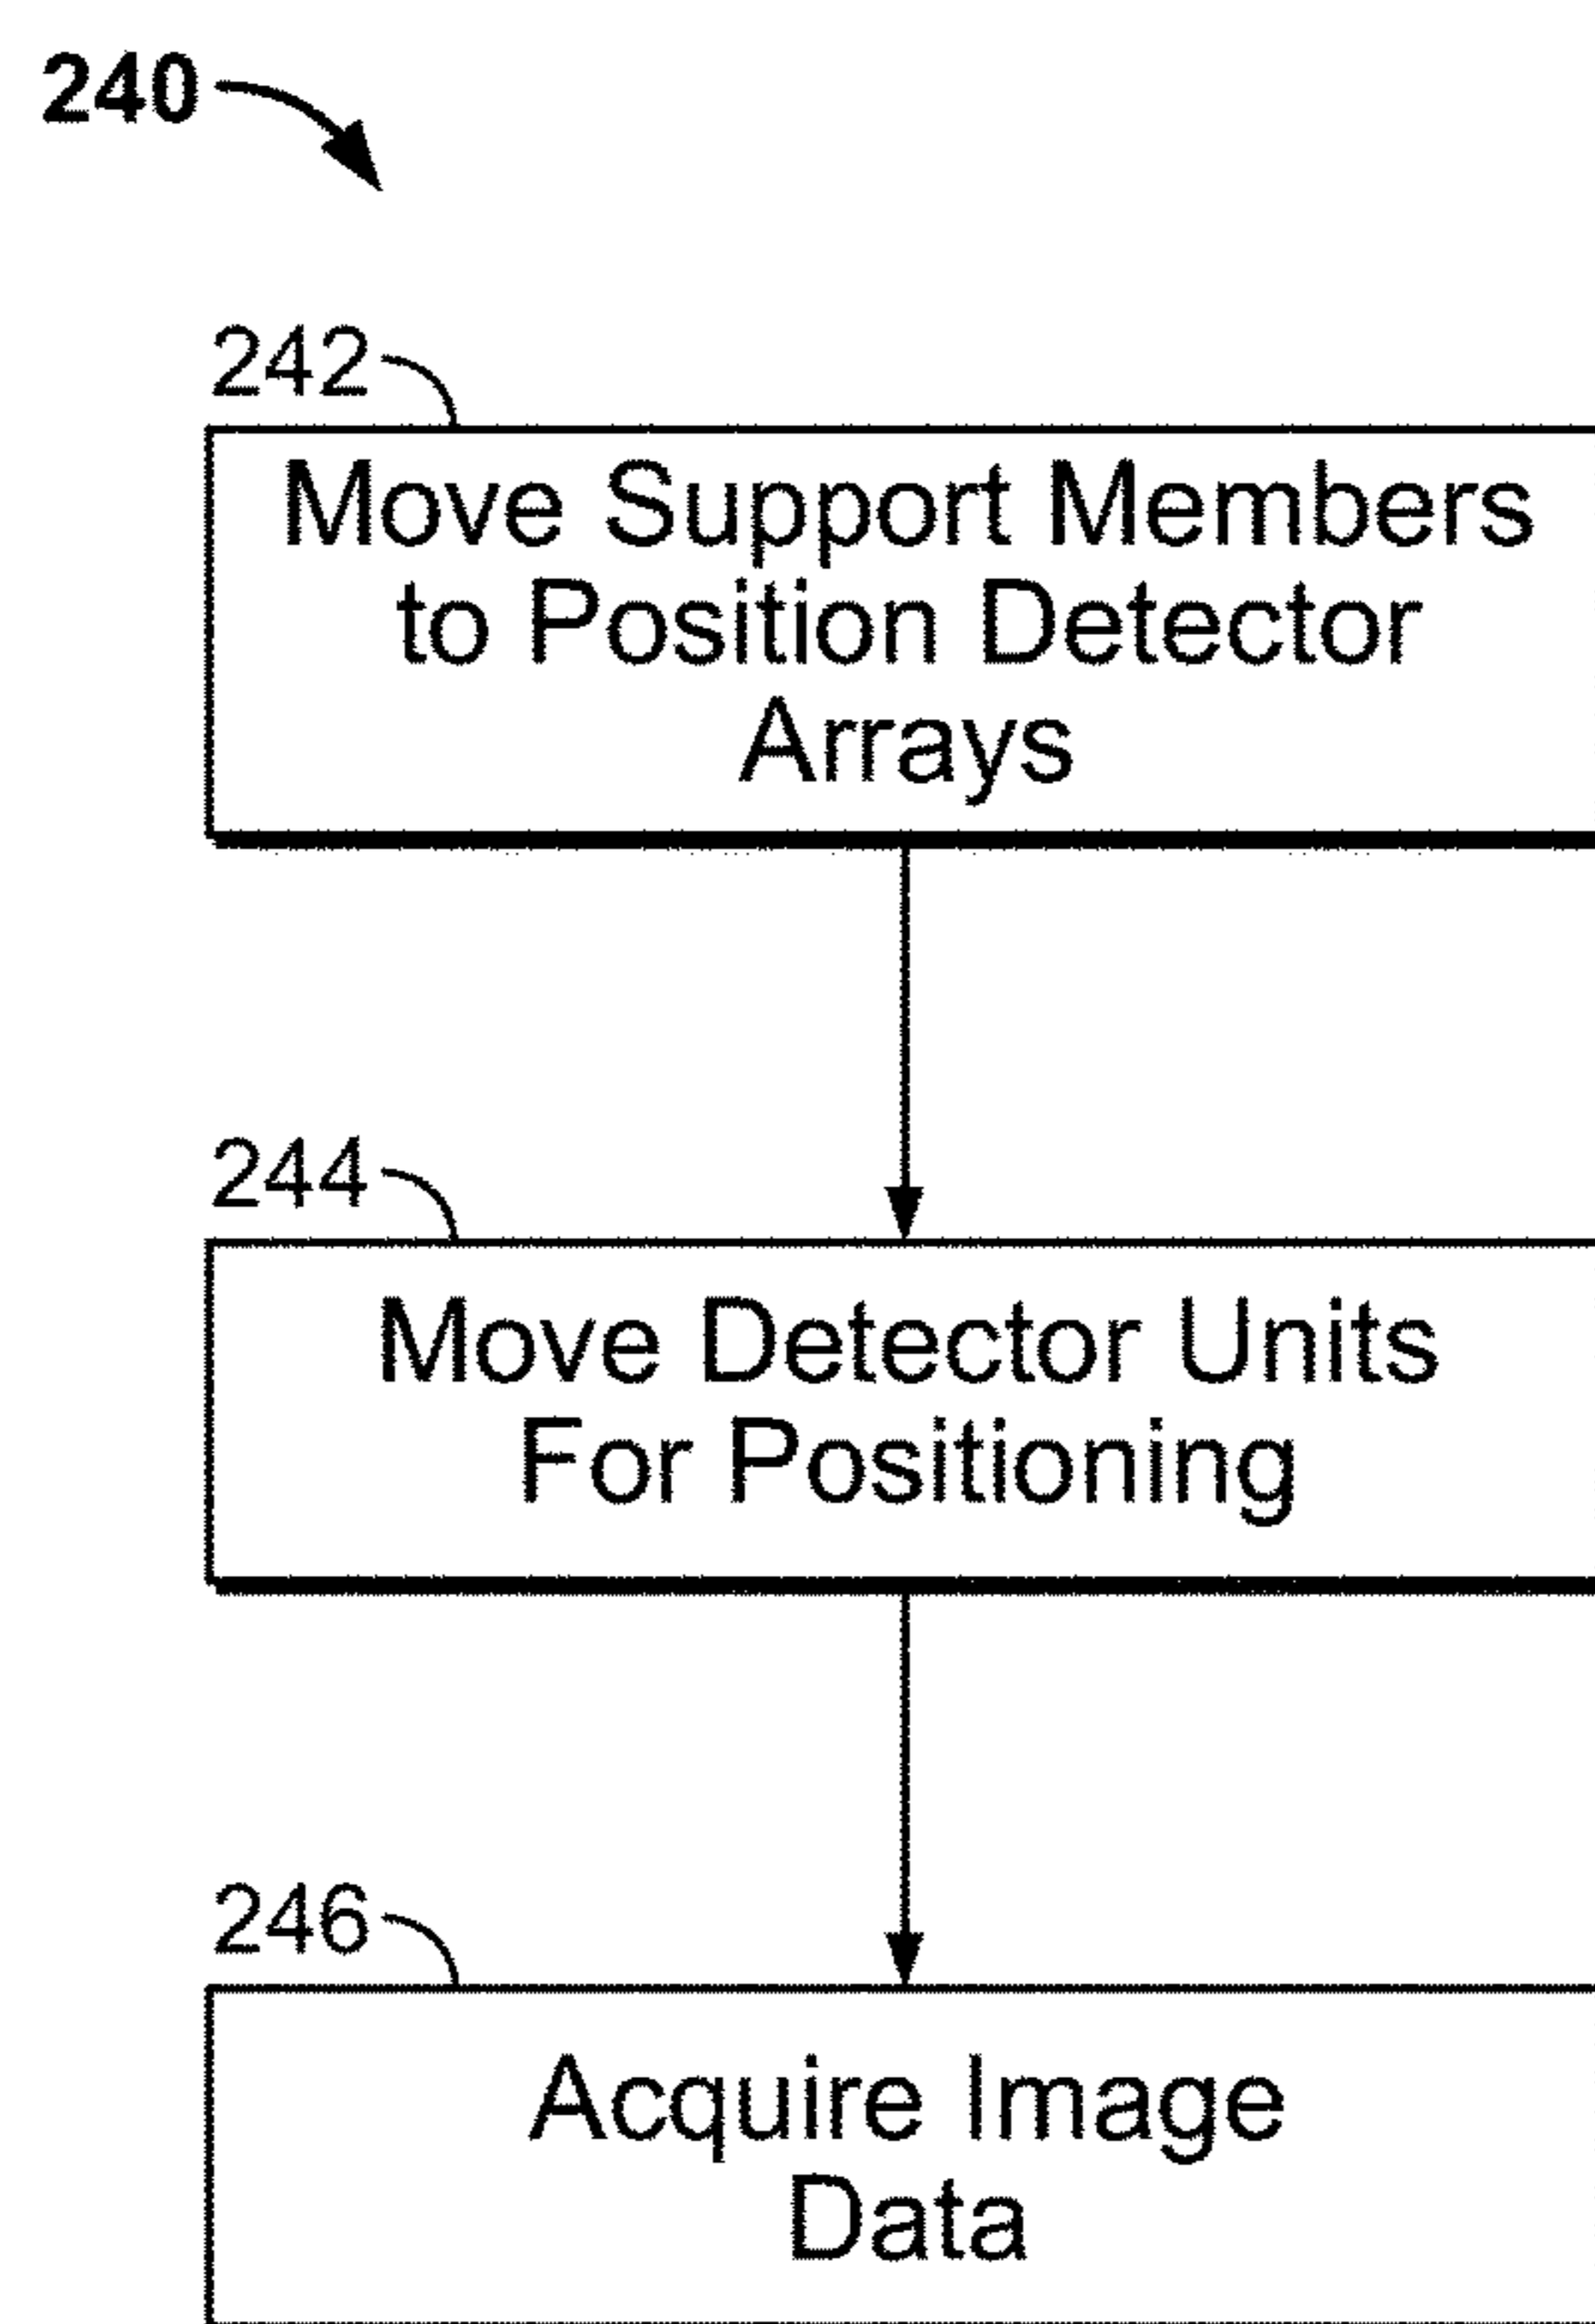 240
242
Move Support Members
to Position Detector
Arrays
244
Move Detector Units
For Positioning
246
Acquire Image
Data